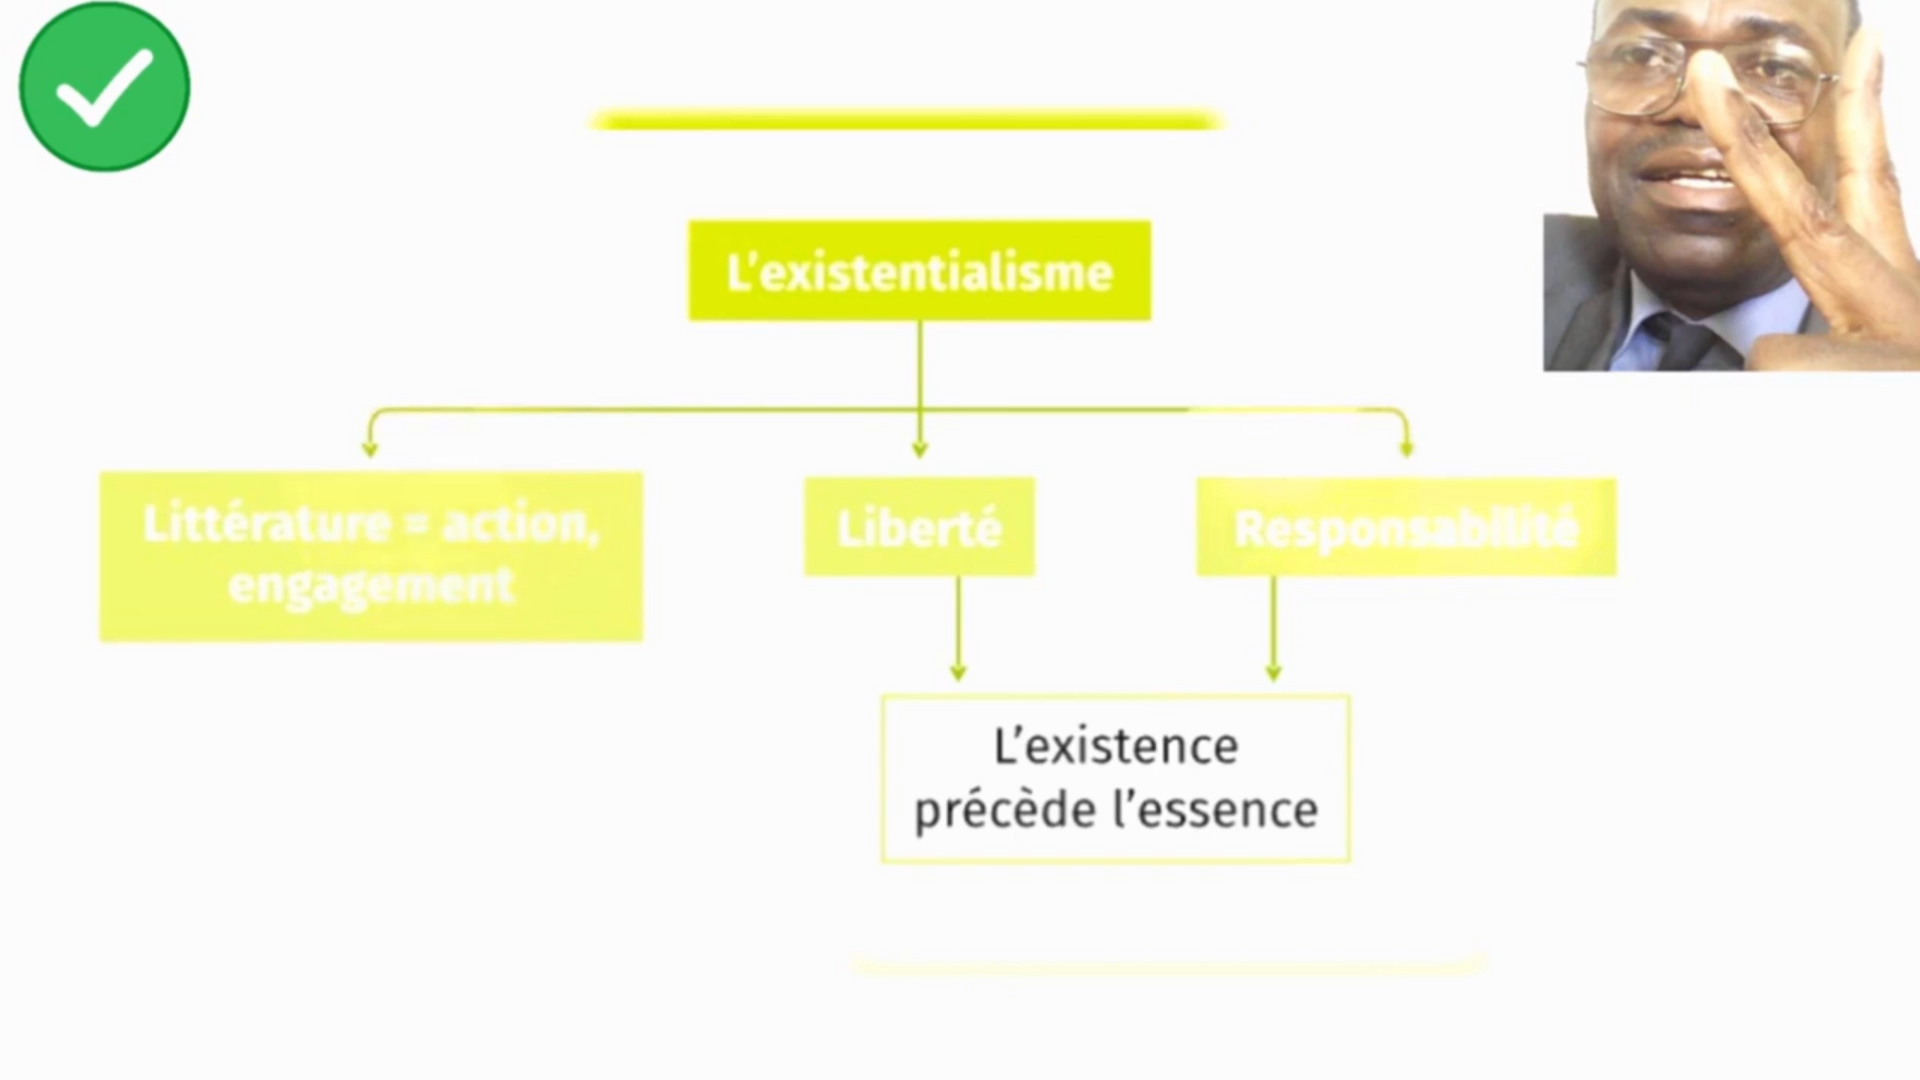 L’existentialisme
Littérature = action,
engagement
Liberté
Responsabilité
L’existence
précède l’essence